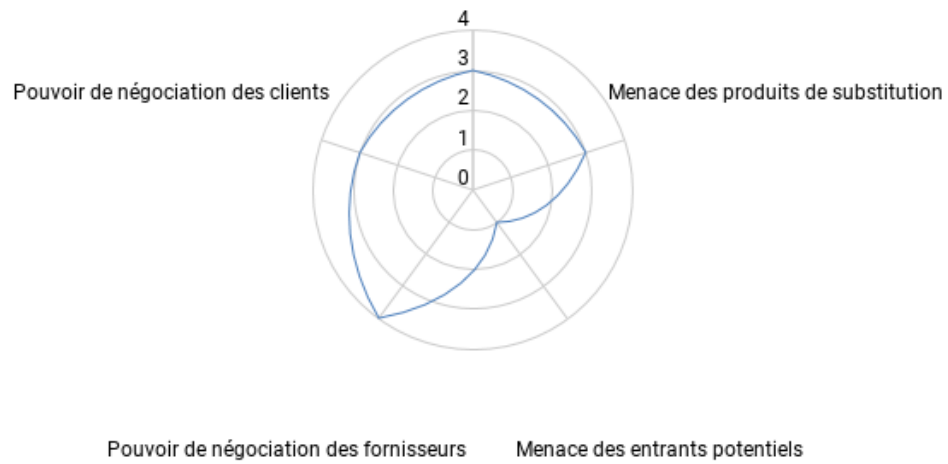 4
3
Pouvoir de négociation des clients
Menace des produits de substitution
2
1
0
Pouvoir de négociation des fornisseurs
Menace des entrants potentiels